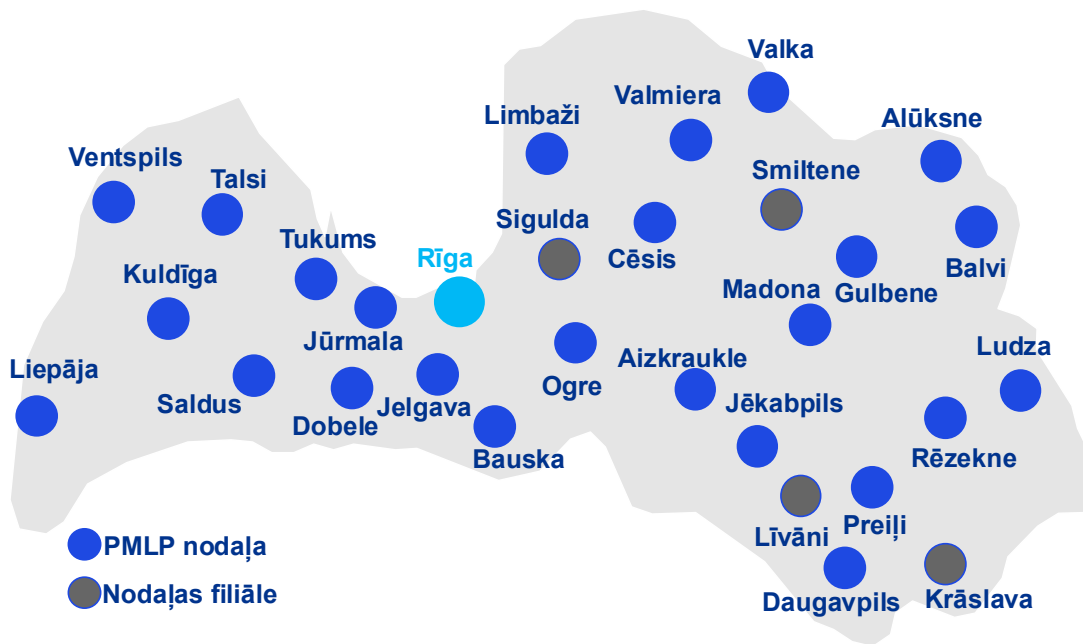 Valka
Valmiera
Limbaži
Alūksne
Ventspils
Talsi
Smiltene
Sigulda
Tukums
Rīga
Cēsis
Balvi
Kuldīga
Madona
Gulbene
Jūrmala
Ludza
Liepāja
Aizkraukle
Ogre
Saldus
Jelgava
Jēkabpils
Dobele
Bauska
Rēzekne
Preiļi
Līvāni
PMLP nodaļa
Nodaļas filiāle
Daugavpils
Krāslava